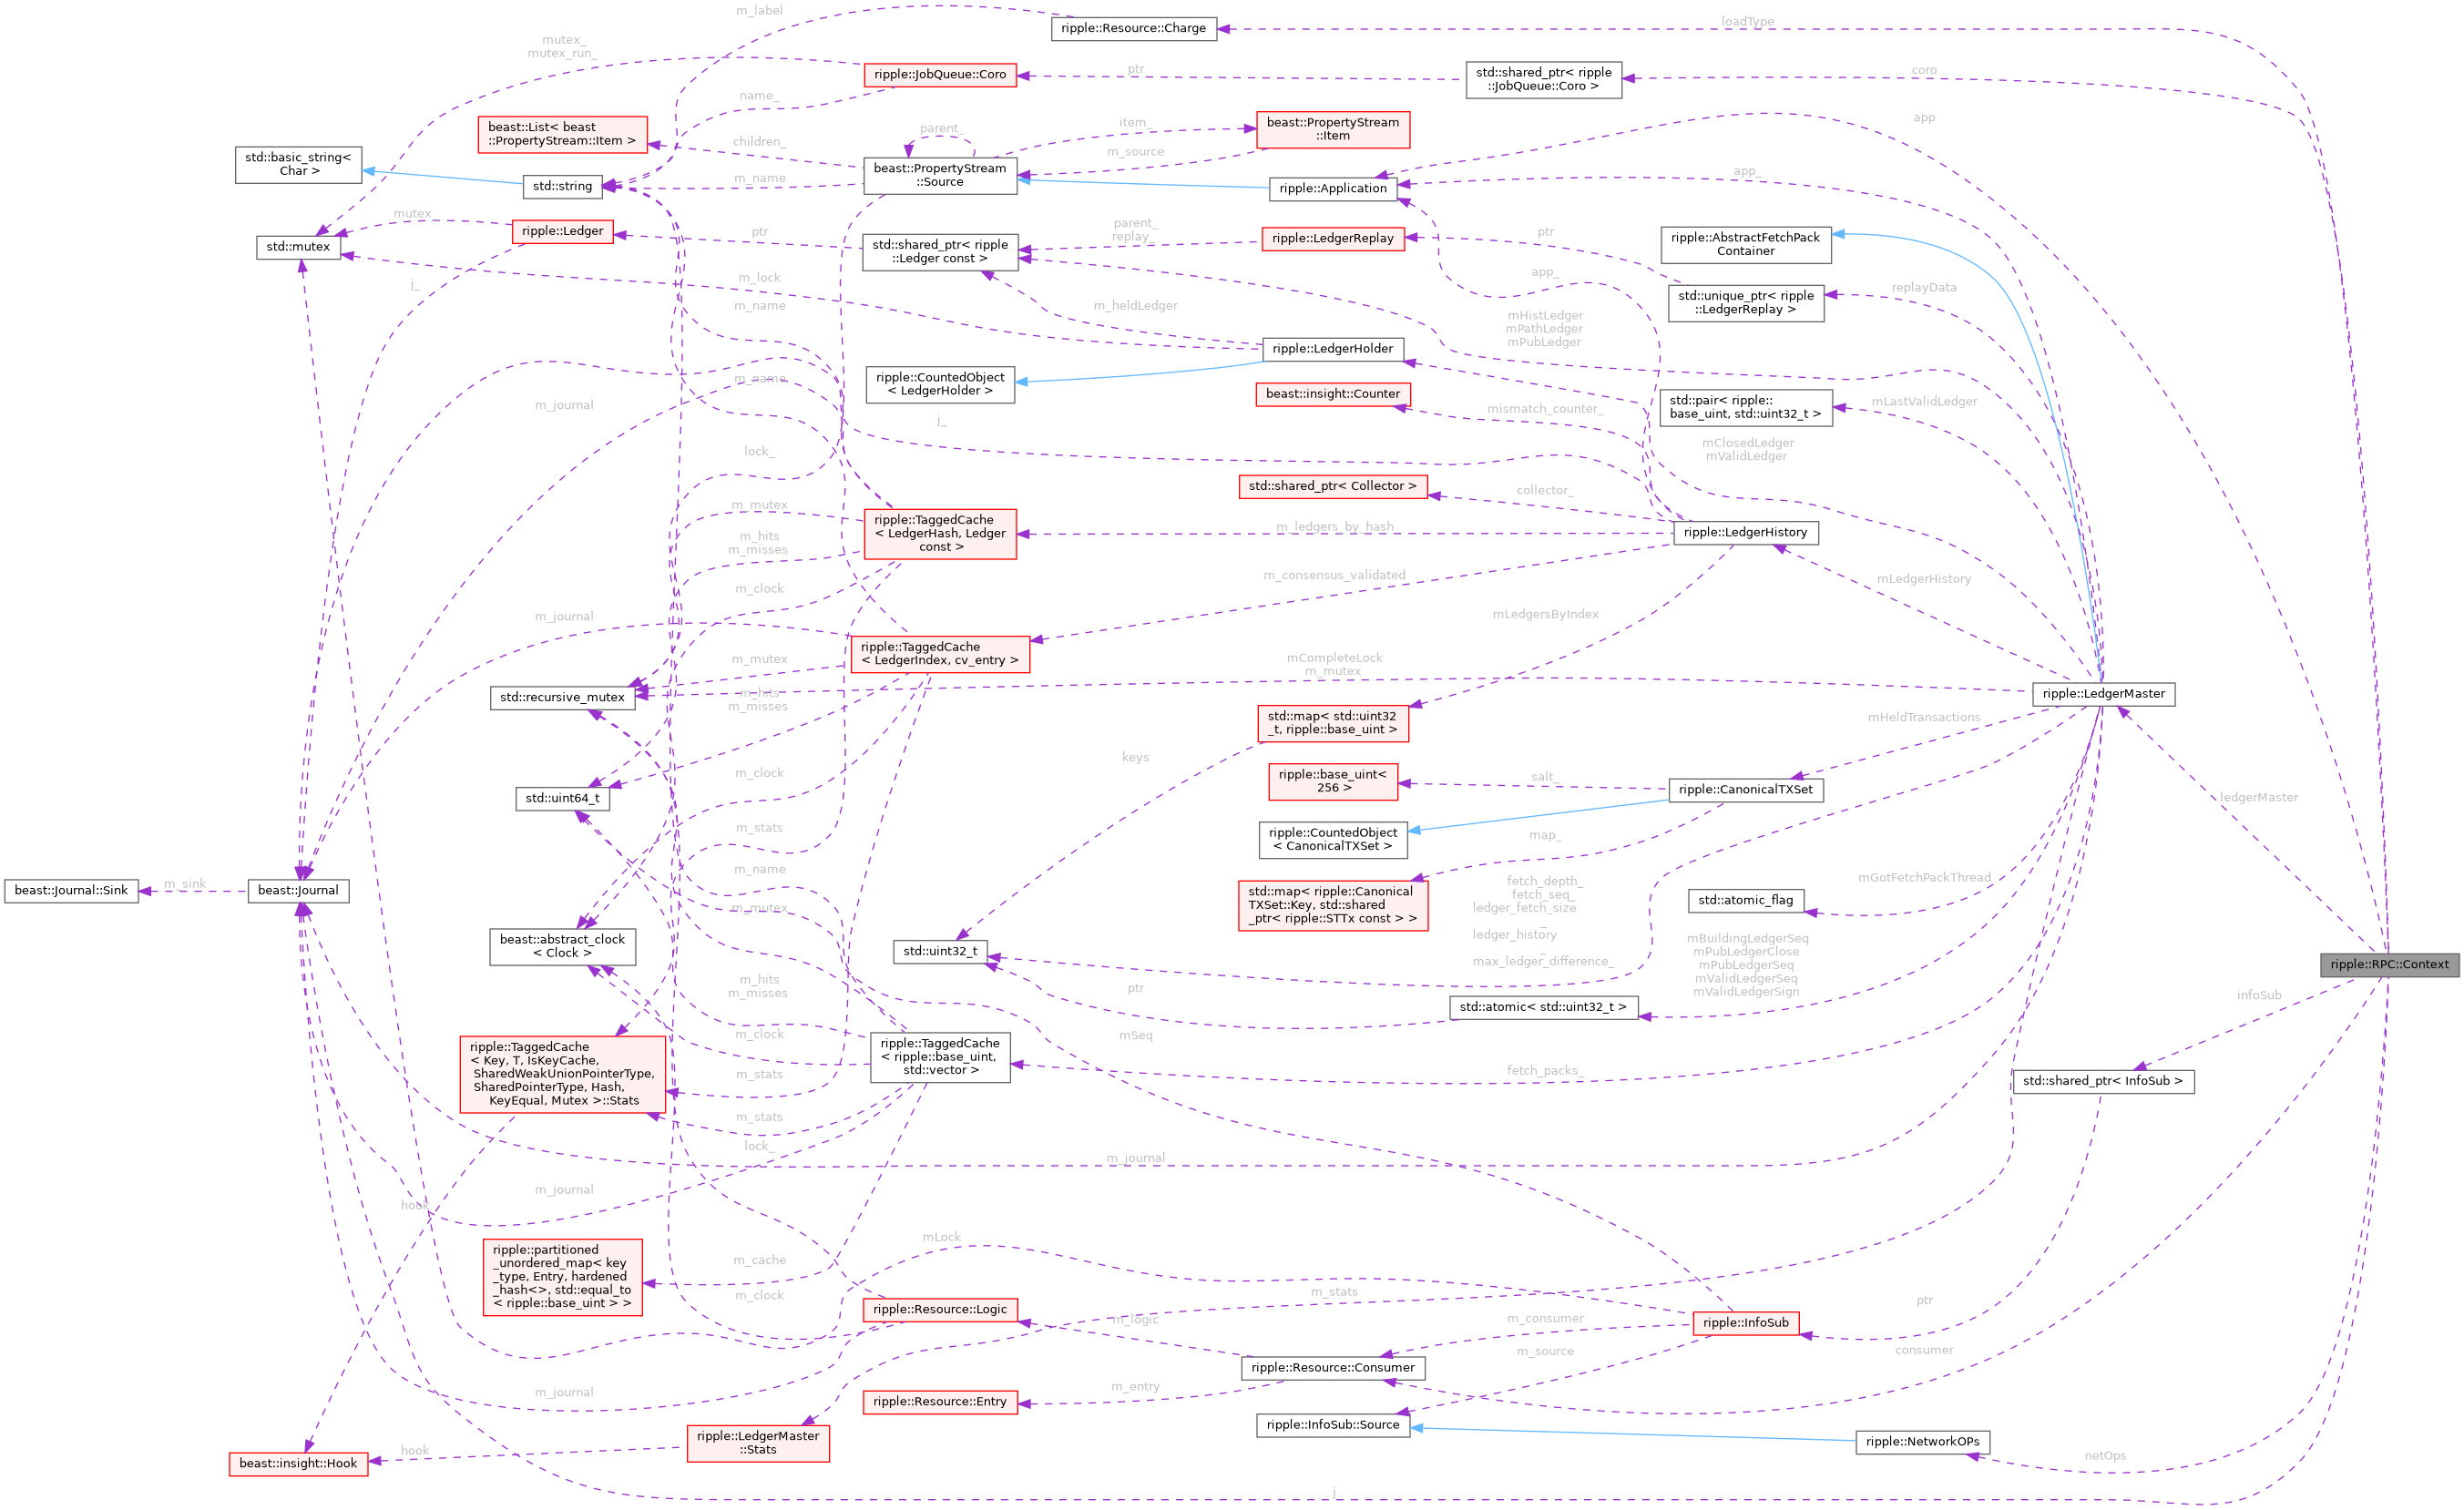 m_label
ripple::Resource::Charge
loadType
mutex_
mutex_run_
ripple::JobQueue::Coro
ptr
std::shared_ptr< ripple
::JobQueue::Coro >
coro
name_
beast::List< beast
::PropertyStream::Item >
children_
parent_
item_
beast::PropertyStream
::Item
app
std::basic_string<
Char >
std::string
m_name
beast::PropertyStream
::Source
m_source
ripple::Application
app_
mutex
ripple::Ledger
std::mutex
ptr
std::shared_ptr< ripple
::Ledger const >
parent_
replay_
ripple::LedgerReplay
ptr
ripple::AbstractFetchPack
Container
j_
m_lock
m_name
m_heldLedger
app_
std::unique_ptr< ripple
::LedgerReplay >
replayData
mHistLedger
mPathLedger
mPubLedger
ripple::LedgerHolder
ripple::CountedObject
< LedgerHolder >
m_name
beast::insight::Counter
mismatch_counter_
std::pair< ripple::
base_uint, std::uint32_t >
mLastValidLedger
m_journal
j_
mClosedLedger
mValidLedger
lock_
std::shared_ptr< Collector >
collector_
m_mutex
ripple::TaggedCache
< LedgerHash, Ledger
const >
m_ledgers_by_hash
ripple::LedgerHistory
m_hits
m_misses
m_clock
m_consensus_validated
mLedgerHistory
m_journal
mLedgersByIndex
ripple::TaggedCache
< LedgerIndex, cv_entry >
m_mutex
mCompleteLock
m_mutex
std::recursive_mutex
m_hits
m_misses
ripple::LedgerMaster
std::map< std::uint32
_t, ripple::base_uint >
mHeldTransactions
keys
m_clock
ripple::base_uint<
256 >
salt_
ripple::CanonicalTXSet
std::uint64_t
ledgerMaster
m_stats
ripple::CountedObject
< CanonicalTXSet >
map_
m_name
beast::Journal::Sink
m_sink
beast::Journal
std::map< ripple::Canonical
TXSet::Key, std::shared
_ptr< ripple::STTx const > >
fetch_depth_
fetch_seq_
ledger_fetch_size
_
ledger_history
_
max_ledger_difference_
mGotFetchPackThread
std::atomic_flag
m_mutex
beast::abstract_clock
< Clock >
std::uint32_t
mBuildingLedgerSeq
mPubLedgerClose
mPubLedgerSeq
mValidLedgerSeq
mValidLedgerSign
ripple::RPC::Context
m_hits
m_misses
ptr
std::atomic< std::uint32_t >
infoSub
m_clock
mSeq
ripple::TaggedCache
< ripple::base_uint,
std::vector >
ripple::TaggedCache
< Key, T, IsKeyCache,
SharedWeakUnionPointerType,
SharedPointerType, Hash,
KeyEqual, Mutex >::Stats
m_stats
fetch_packs_
std::shared_ptr< InfoSub >
m_stats
lock_
m_journal
m_journal
hook
mLock
ripple::partitioned
_unordered_map< key
_type, Entry, hardened
_hash<>, std::equal_to
< ripple::base_uint > >
m_cache
m_clock
ripple::Resource::Logic
m_stats
ptr
m_logic
m_consumer
ripple::InfoSub
m_source
consumer
ripple::Resource::Consumer
m_journal
ripple::Resource::Entry
m_entry
ripple::InfoSub::Source
ripple::LedgerMaster
::Stats
hook
beast::insight::Hook
ripple::NetworkOPs
netOps
j